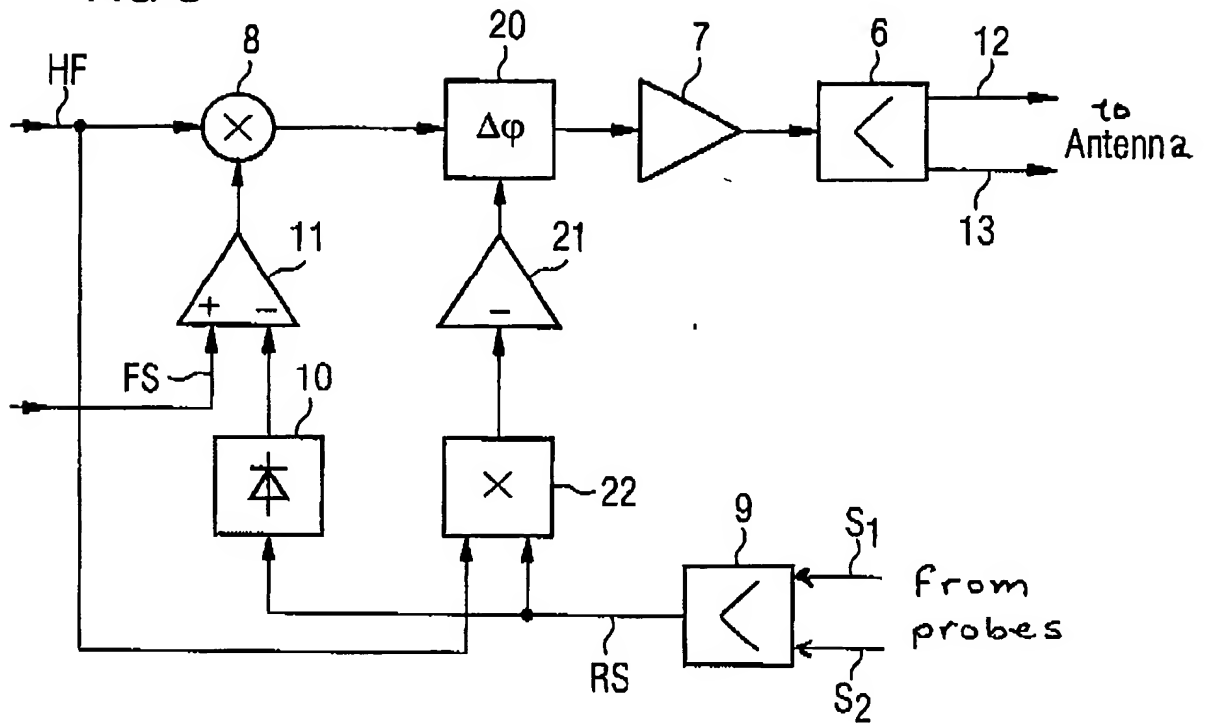 HF
8
20
7
6
12
×
Δφ
to
Antenna
13
11
21
+ −
−
FS
10
×
22
9
S1
from
probes
RS
S2